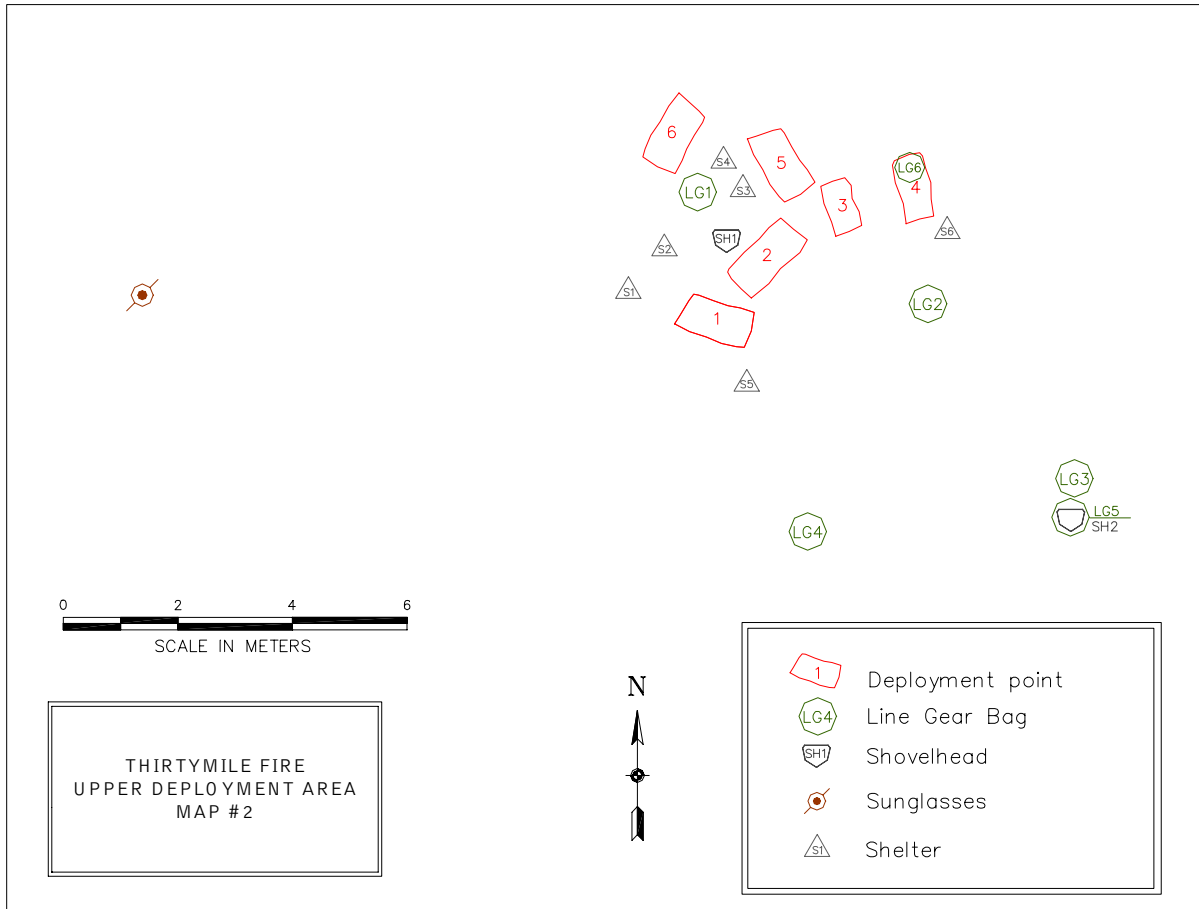 6
5
S4
S3
LG1
LG6
4
3
S6
SH1
S2
2
S1
LG2
1
S5
LG3
LG5
SH2
LG4
0 2 4 6
SCALE IN METERS
N
THIRTYMILE FIRE
UPPER DEPLOYMENT AREA
MAP #2
1 Deployment point
LG4 Line Gear Bag
SH1 Shovelhead
Sunglasses
S1 Shelter